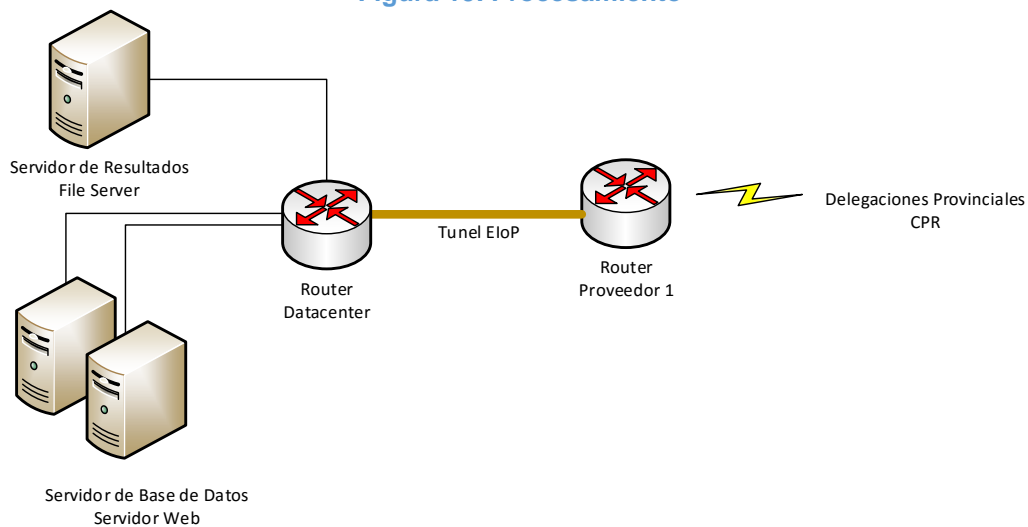 Servidor de Resultados
File Server
Tunel EIoP
Router
Datacenter
Router
Proveedor 1
Delegaciones Provinciales
CPR
Servidor de Base de Datos
Servidor Web